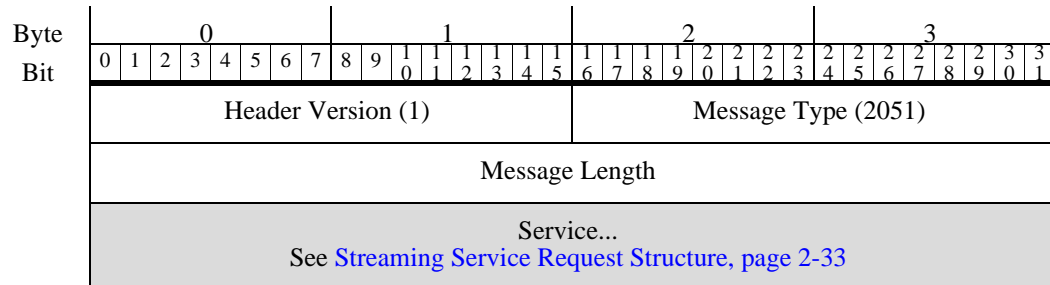 Byte 0 1 2 3
Bit 0 1 2 3 4 5 6 7 8 9 10 11 12 13 14 15 16 17 18 19 20 21 22 23 24 25 26 27 28 29 30 31
Header Version (1) Message Type (2051)
Message Length
Service...
See Streaming Service Request Structure, page 2-33